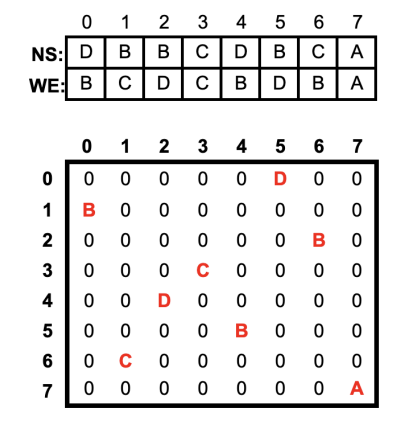 0 1 2 3 4 5 6 7
NS: D B B C D B C A
WE: B C D C B D B A
0 1 2 3 4 5 6 7
0 0 0 0 0 0 D 0 0
1 B 0 0 0 0 0 0 0
2 0 0 0 0 0 0 B 0
3 0 0 0 C 0 0 0 0
4 0 0 D 0 0 0 0 0
5 0 0 0 0 B 0 0 0
6 0 C 0 0 0 0 0 0
7 0 0 0 0 0 0 0 A